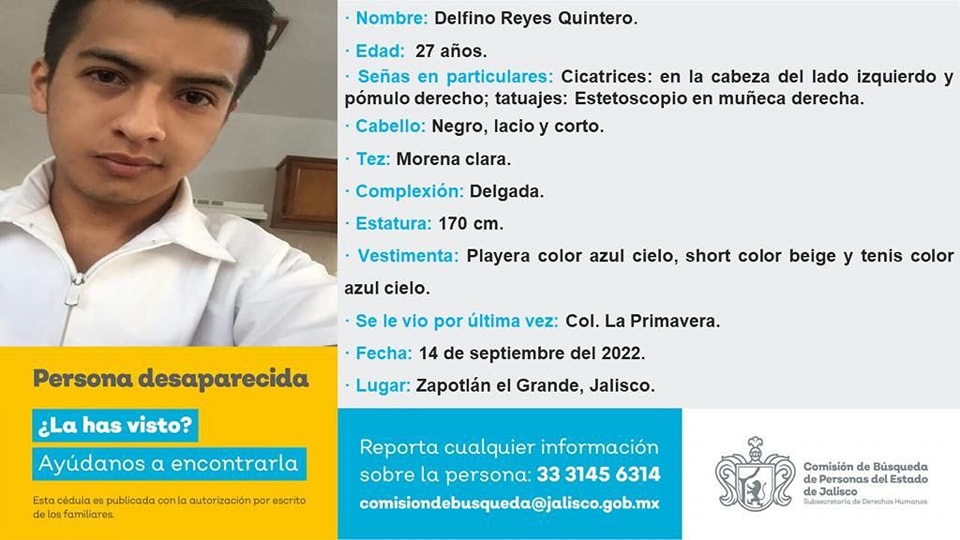 · Nombre: Delfino Reyes Quintero.
· Edad: 27 años.
· Señas en particulares: Cicatrices: en la cabeza del lado izquierdo y
pómulo derecho; tatuajes: Estetoscopio en muñeca derecha.
· Cabello: Negro, lacio y corto.
· Tez: Morena clara.
· Complexión: Delgada.
· Estatura: 170 cm.
· Vestimenta: Playera color azul cielo, short color beige y tenis color
azul cielo.
· Se le vio por última vez: Col. La Primavera.
· Fecha: 14 de septiembre del 2022.
· Lugar: Zapotlán el Grande, Jalisco.
Persona desaparecida
¿La has visto?
Ayúdanos a encontrarla
Esta cédula es publicada con la autorización por escrito
de los familiares.
Reporta cualquier información
sobre la persona: 33 3145 6314
comisiondebusqueda@jalisco.gob.mx
Comisión de Búsqueda
de Personas del Estado
de Jalisco
Subsecretaría de Derechos Humanos